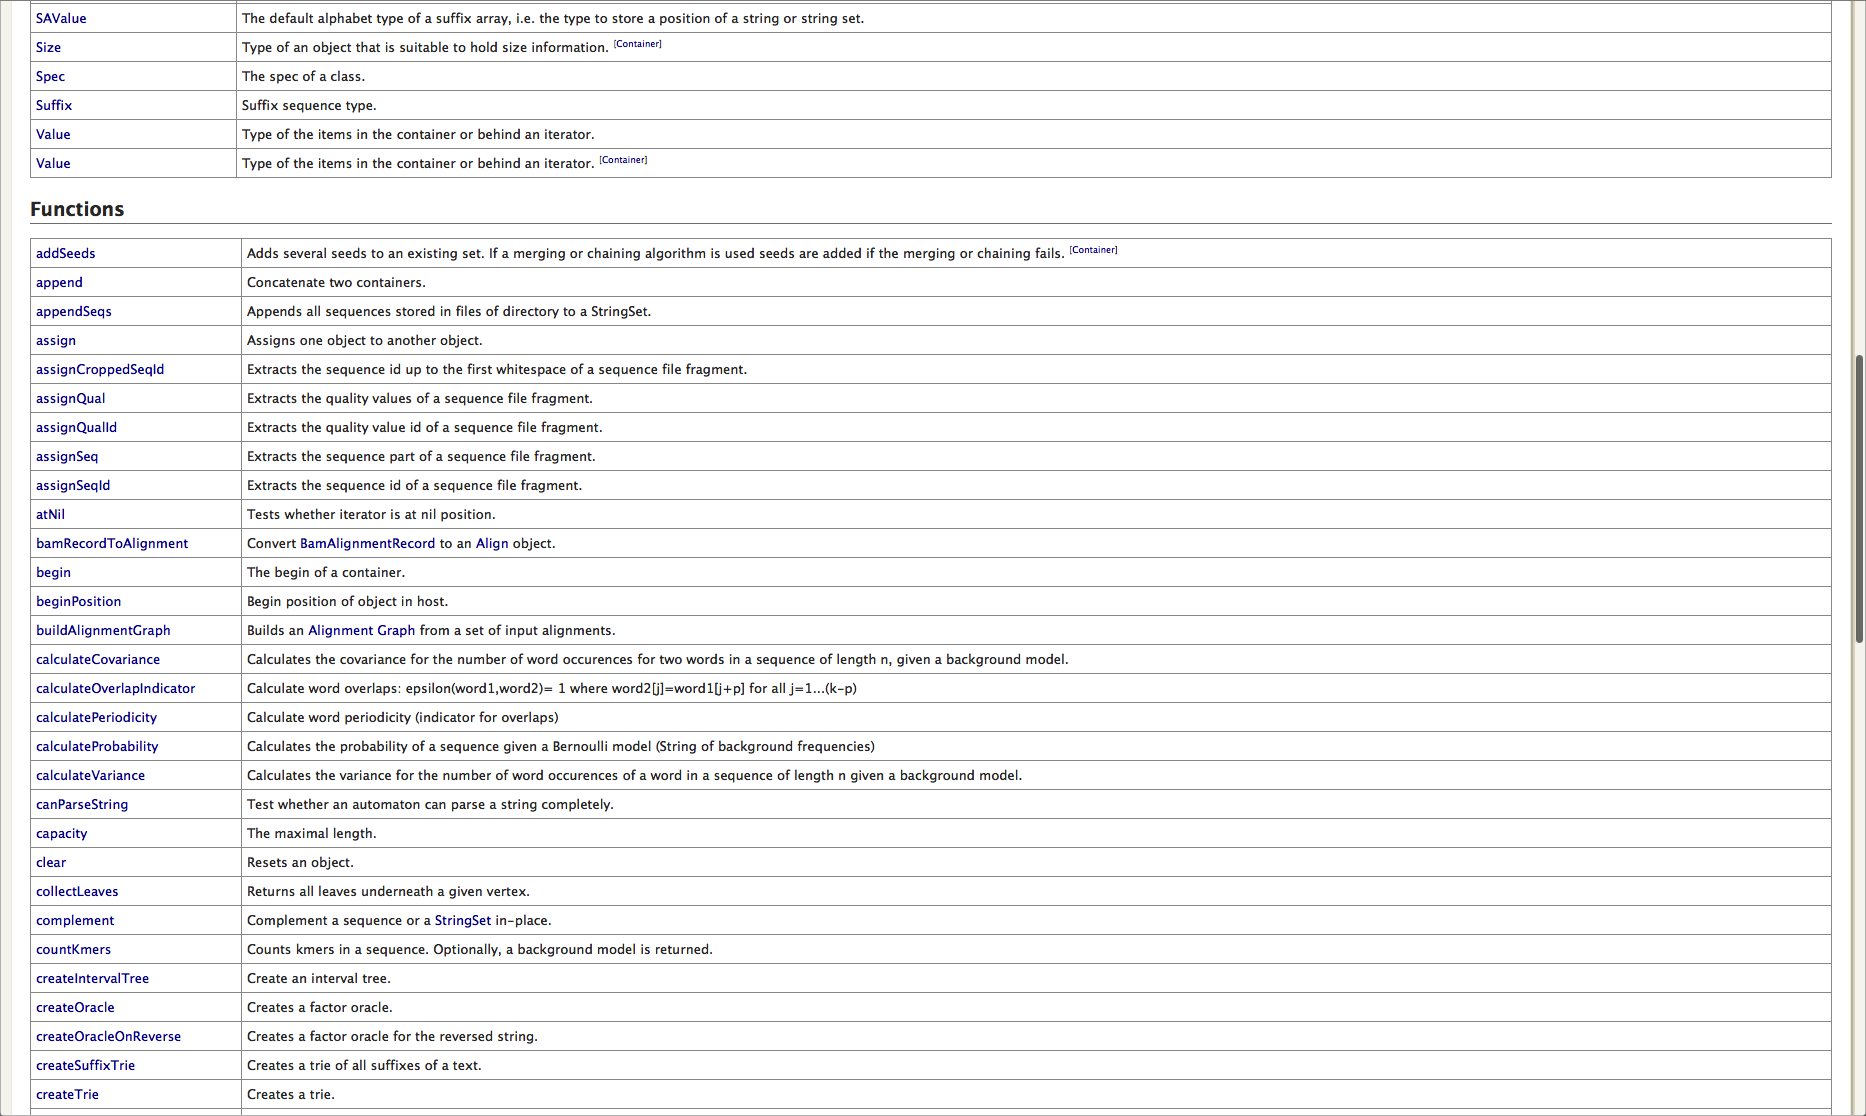 SAValue The default alphabet type of a suffix array, i.e. the type to store a position of a string or string set.
Size Type of an object that is suitable to hold size information. [Container]
Spec The spec of a class.
Suffix Suffix sequence type.
Value Type of the items in the container or behind an iterator.
Value Type of the items in the container or behind an iterator. [Container]
Functions
addSeeds Adds several seeds to an existing set. If a merging or chaining algorithm is used seeds are added if the merging or chaining fails. [Container]
append Concatenate two containers.
appendSeqs Appends all sequences stored in files of directory to a StringSet.
assign Assigns one object to another object.
assignCroppedSeqId Extracts the sequence id up to the first whitespace of a sequence file fragment.
assignQual Extracts the quality values of a sequence file fragment.
assignQualId Extracts the quality value id of a sequence file fragment.
assignSeq Extracts the sequence part of a sequence file fragment.
assignSeqId Extracts the sequence id of a sequence file fragment.
atNil Tests whether iterator is at nil position.
bamRecordToAlignment Convert BamAlignmentRecord to an Align object.
begin The begin of a container.
beginPosition Begin position of object in host.
buildAlignmentGraph Builds an Alignment Graph from a set of input alignments.
calculateCovariance Calculates the covariance for the number of word occurences for two words in a sequence of length n, given a background model.
calculateOverlapIndicator Calculate word overlaps: epsilon(word1,word2)= 1 where word2[j]=word1[j+p] for all j=1...(k-p)
calculatePeriodicity Calculate word periodicity (indicator for overlaps)
calculateProbability Calculates the probability of a sequence given a Bernoulli model (String of background frequencies)
calculateVariance Calculates the variance for the number of word occurences of a word in a sequence of length n given a background model.
canParseString Test whether an automaton can parse a string completely.
capacity The maximal length.
clear Resets an object.
collectLeaves Returns all leaves underneath a given vertex.
complement Complement a sequence or a StringSet in-place.
countKmers Counts kmers in a sequence. Optionally, a background model is returned.
createIntervalTree Create an interval tree.
createOracle Creates a factor oracle.
createOracleOnReverse Creates a factor oracle for the reversed string.
createSuffixTrie Creates a trie of all suffixes of a text.
createTrie Creates a trie.